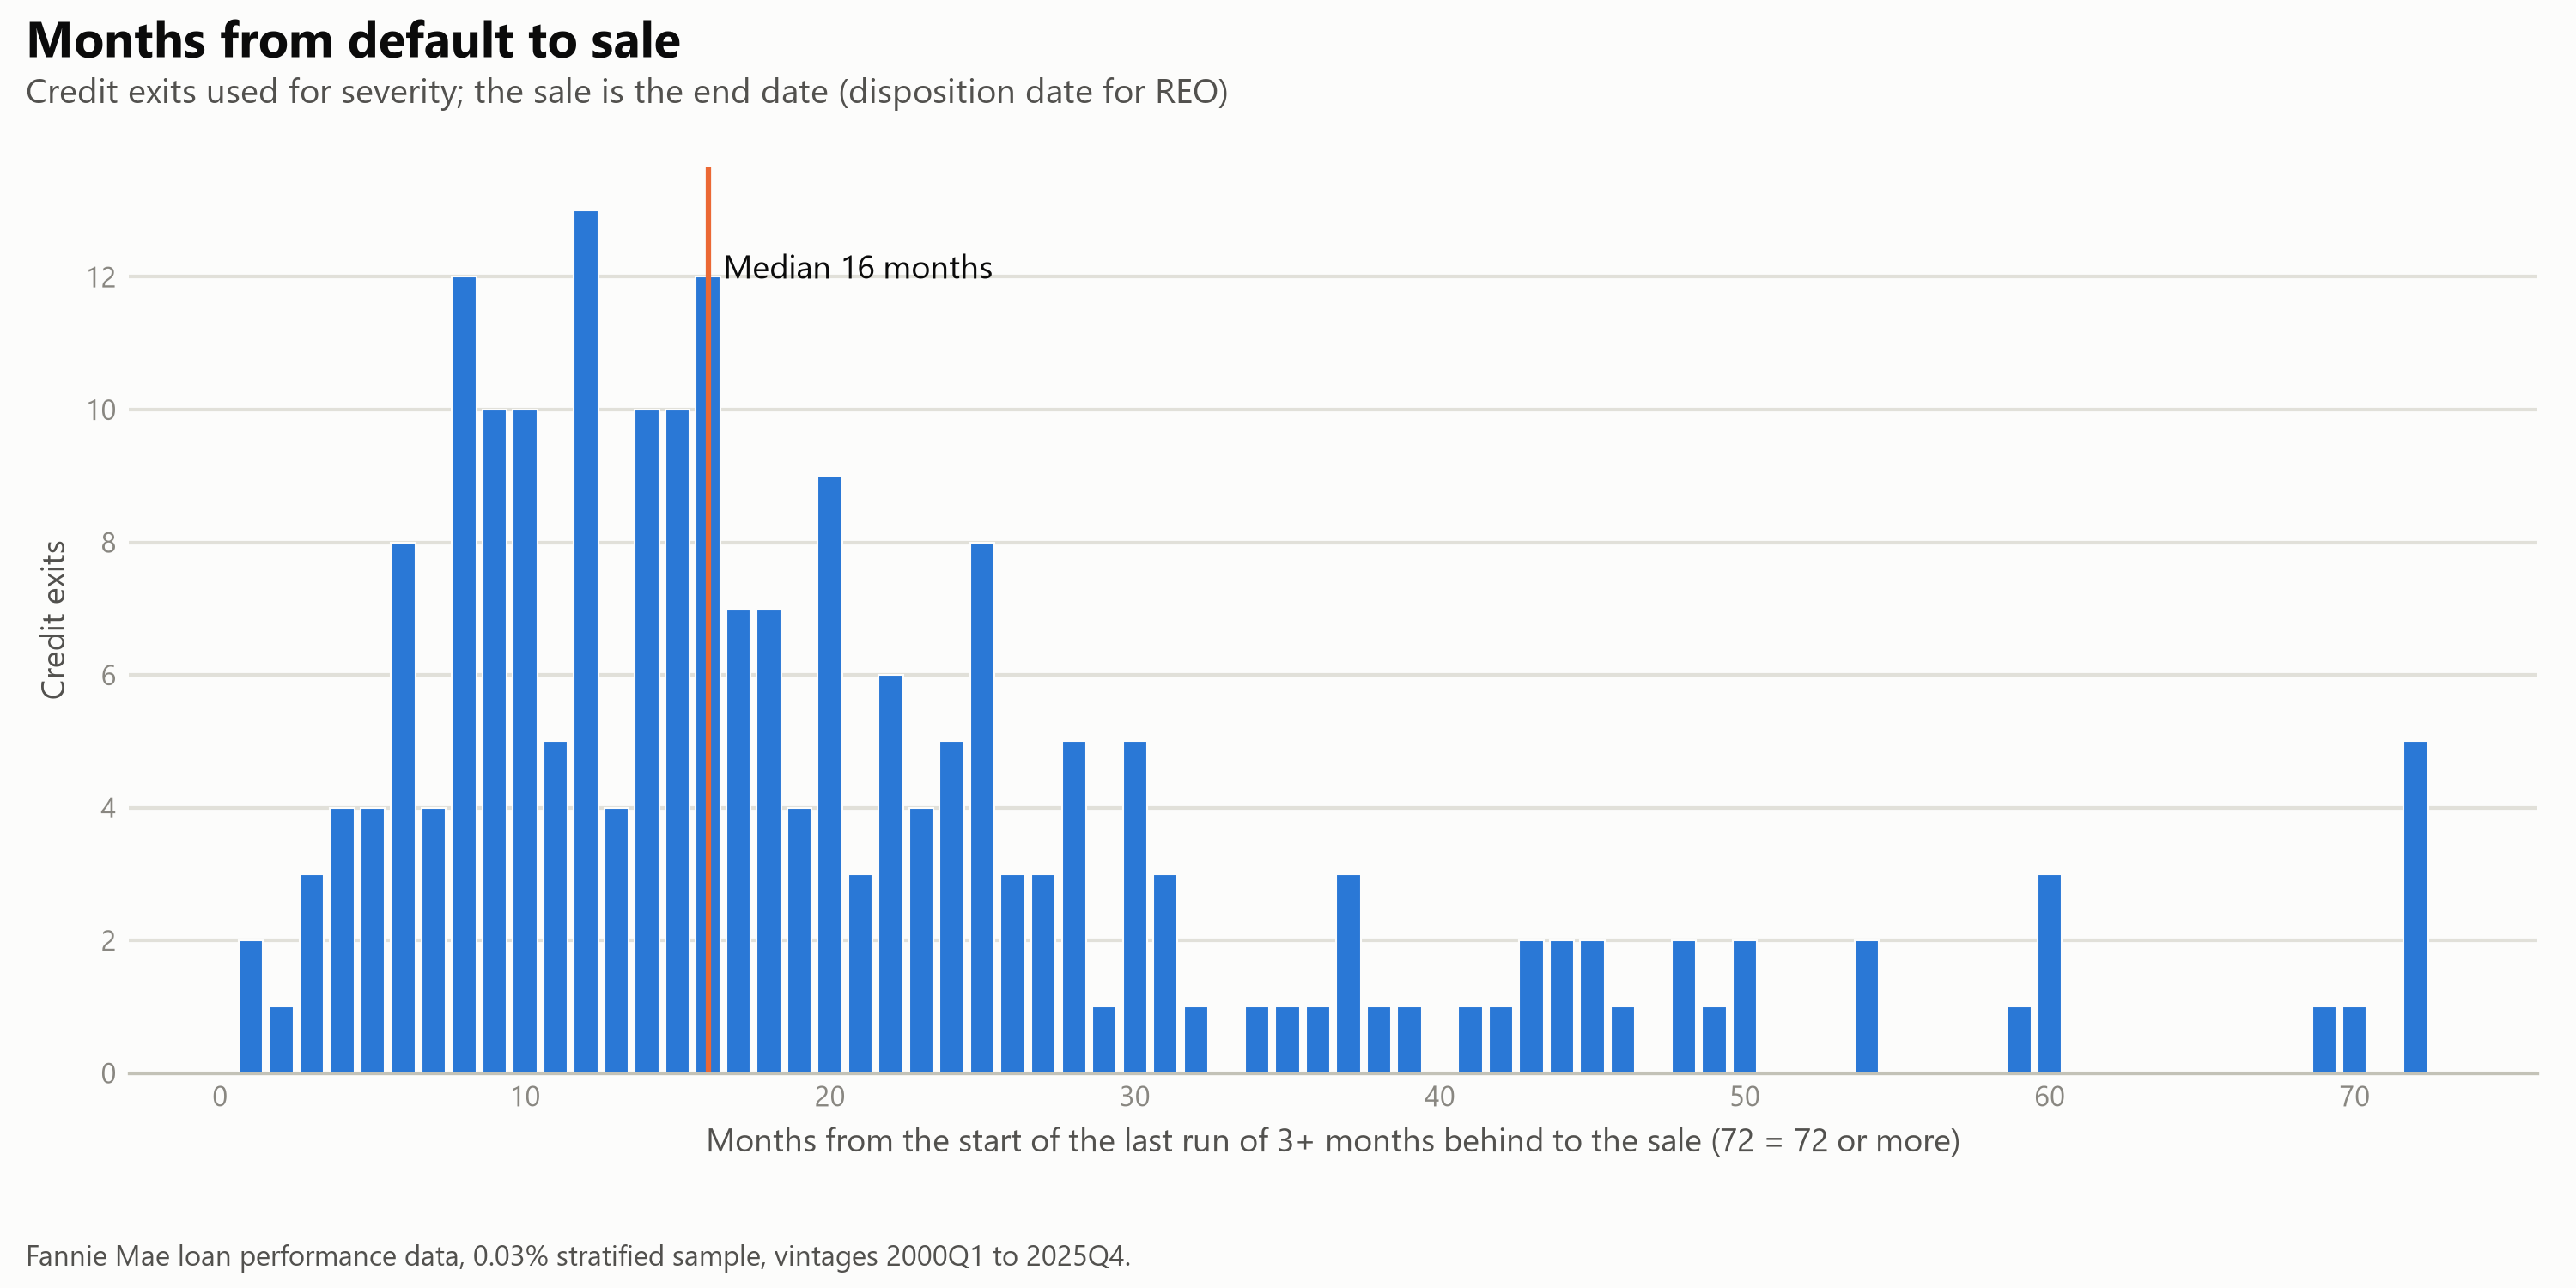 Months from default to sale
Credit exits used for severity; the sale is the end date (disposition date for REO)
Median 16 months
Credit exits
12
10
8
6
4
2
0
0 10 20 30 40 50 60 70
Months from the start of the last run of 3+ months behind to the sale (72 = 72 or more)
Fannie Mae loan performance data, 0.03% stratified sample, vintages 2000Q1 to 2025Q4.